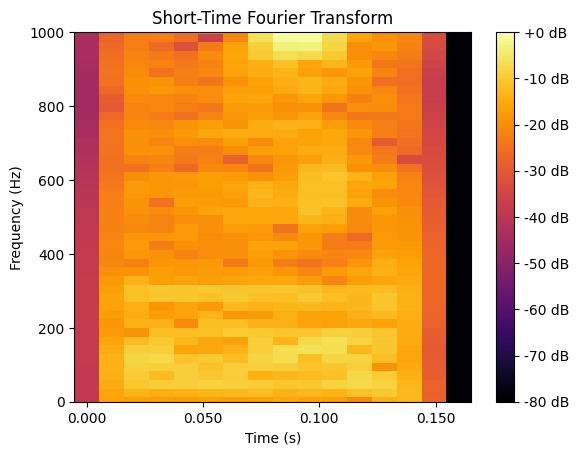 Short-Time Fourier Transform
1000
800
600
400
200
0
Frequency (Hz)
0.000
0.050
0.100
0.150
Time (s)
+0 dB
-10 dB
-20 dB
-30 dB
-40 dB
-50 dB
-60 dB
-70 dB
-80 dB